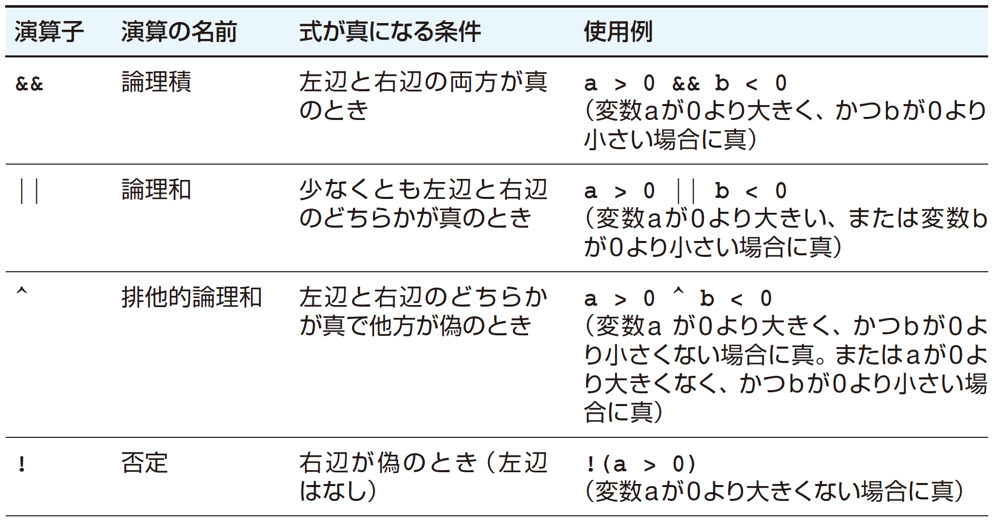 演算子 演算の名前 式が真になる条件 使用例
&& 論理積 左辺と右辺の両方が真 a > 0 && b < 0
のとき （変数aが0より大きく、かつbが0より
小さい場合に真）
|| 論理和 少なくとも左辺と右辺 a > 0 || b < 0
のどちらかが真のとき （変数aが0より大きい、または変数b
が0より小さい場合に真）
^ 排他的論理和 左辺と右辺のどちらか a > 0 ^ b < 0
が真で他方が偽のとき （変数a が0より大きく、かつbが0よ
り小さくない場合に真。またはaが0よ
り大きくなく、かつbが0より小さい場
合に真）
! 否定 右辺が偽のとき（左辺 !(a > 0)
はなし） （変数aが0より大きくない場合に真）